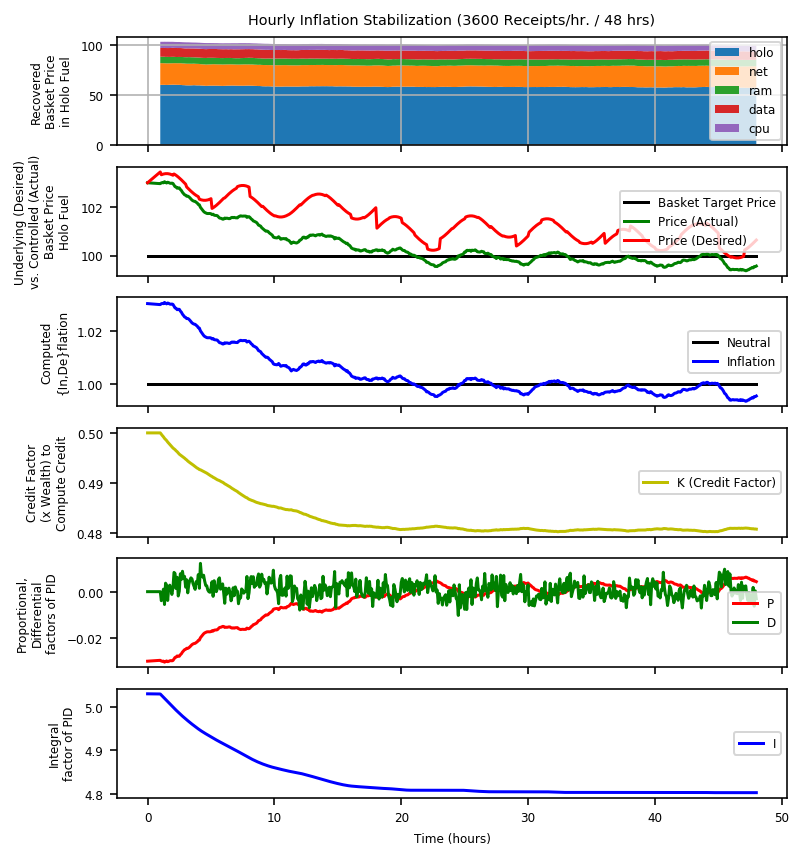 Hourly Inflation Stabilization (3600 Receipts/hr. / 48 hrs)
Recovered
Basket Price
in Holo Fuel
100
50
0
holo
net
ram
data
cpu
Underlying (Desired)
vs. Controlled (Actual)
Basket Price
Holo Fuel
102
100
Basket Target Price
Price (Actual)
Price (Desired)
Computed
{In,De}flation
1.02
1.00
Neutral
Inflation
Credit Factor
(x Wealth) to
Compute Credit
0.50
0.49
0.48
K (Credit Factor)
Proportional,
Differential
factors of PID
0.00
−0.02
P
D
Integral
factor of PID
5.0
4.9
4.8
I
0 10 20 30 40 50
Time (hours)